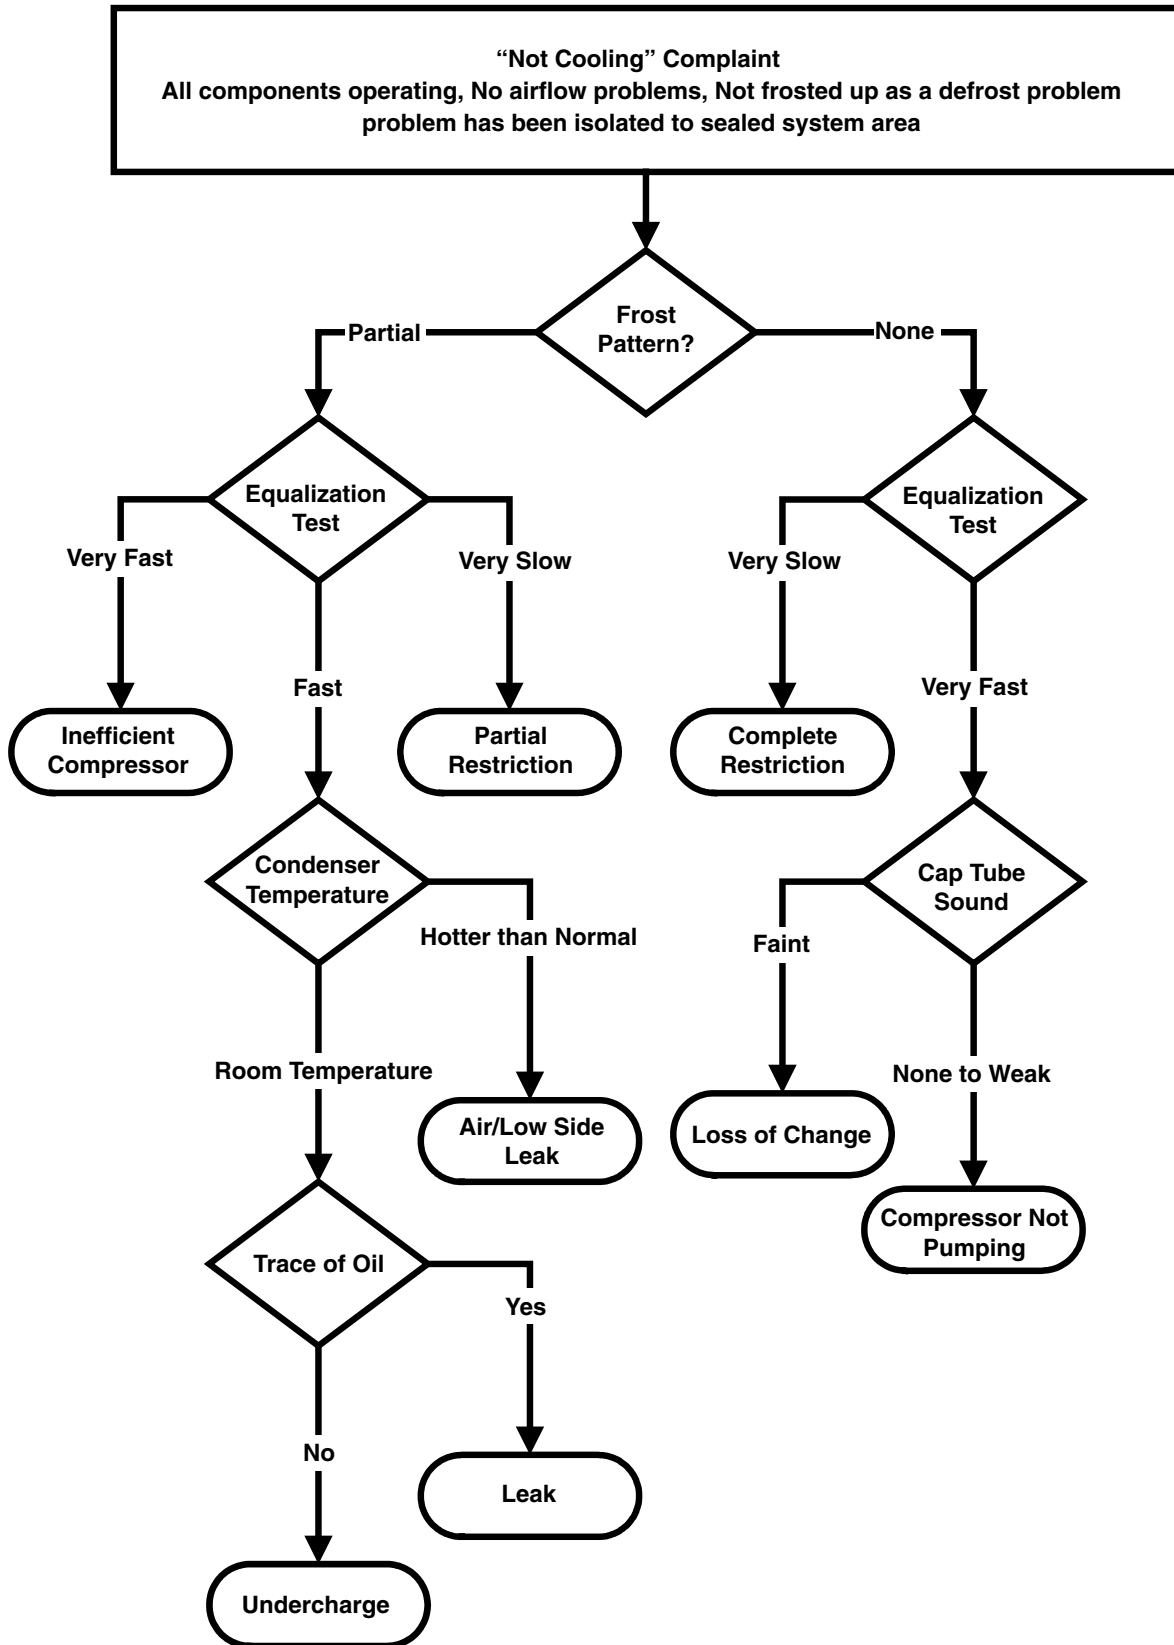 “Not Cooling” Complaint
All components operating, No airflow problems, Not frosted up as a defrost problem
problem has been isolated to sealed system area
Frost
Pattern?
Partial
None
Equalization
Test
Equalization
Test
Very Fast
Very Slow
Very Slow
Fast
Very Fast
Inefficient
Compressor
Partial
Restriction
Complete
Restriction
Condenser
Temperature
Cap Tube
Sound
Hotter than Normal
Faint
Room Temperature
None to Weak
Air/Low Side
Leak
Loss of Change
Compressor Not
Pumping
Trace of Oil
Yes
No
Leak
Undercharge